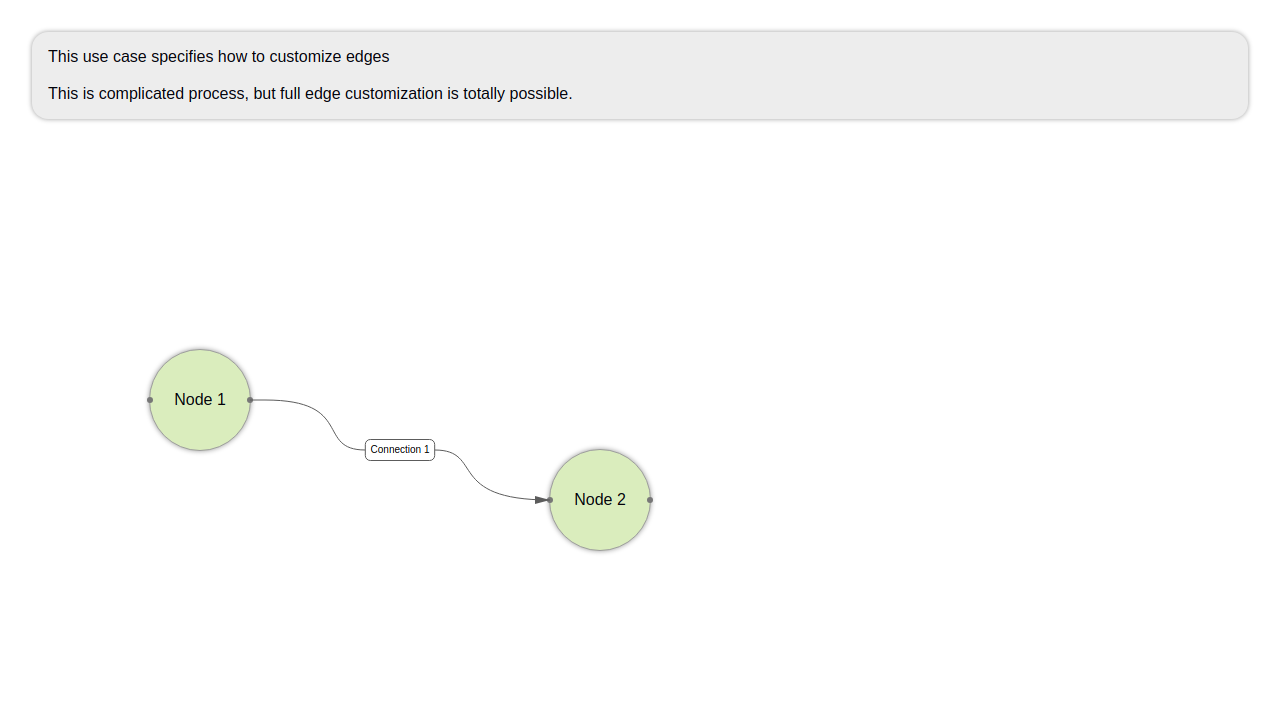 This use case specifies how to customize edges
This is complicated process, but full edge customization is totally possible.
Node 1
Connection 1
Node 2